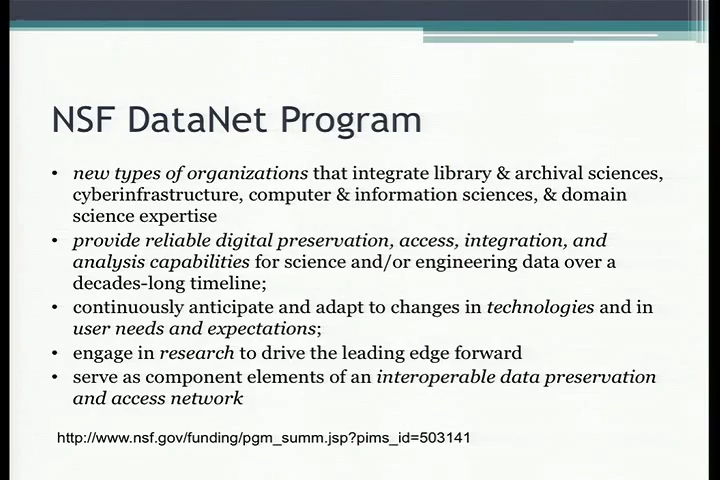 NSF DataNet Program
• new types of organizations that integrate library & archival sciences,
cyberinfrastructure, computer & information sciences, & domain
science expertise
• provide reliable digital preservation, access, integration, and
analysis capabilities for science and/or engineering data over a
decades-long timeline;
• continuously anticipate and adapt to changes in technologies and in
user needs and expectations;
• engage in research to drive the leading edge forward
• serve as component elements of an interoperable data preservation
and access network
http://www.nsf.gov/funding/pgm_summ.jsp?pims_id=503141